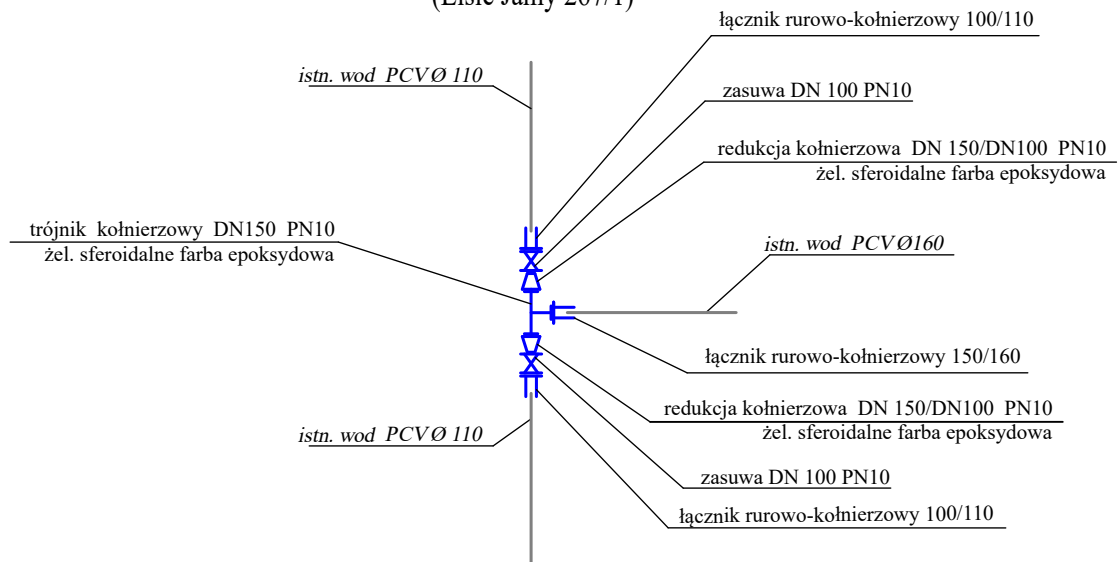 łącznik rurowo-kołnierzowy 100/110
istn. wod PCV Ø 110
zasuwa DN 100 PN10
redukcja kołnierzowa DN 150/DN100 PN10
żel. sferoidalne farba epoksydowa
trójnik kołnierzowy DN150 PN10
żel. sferoidalne farba epoksydowa
istn. wod PCV Ø160
łącznik rurowo-kołnierzowy 150/160
redukcja kołnierzowa DN 150/DN100 PN10
żel. sferoidalne farba epoksydowa
istn. wod PCV Ø 110
zasuwa DN 100 PN10
łącznik rurowo-kołnierzowy 100/110